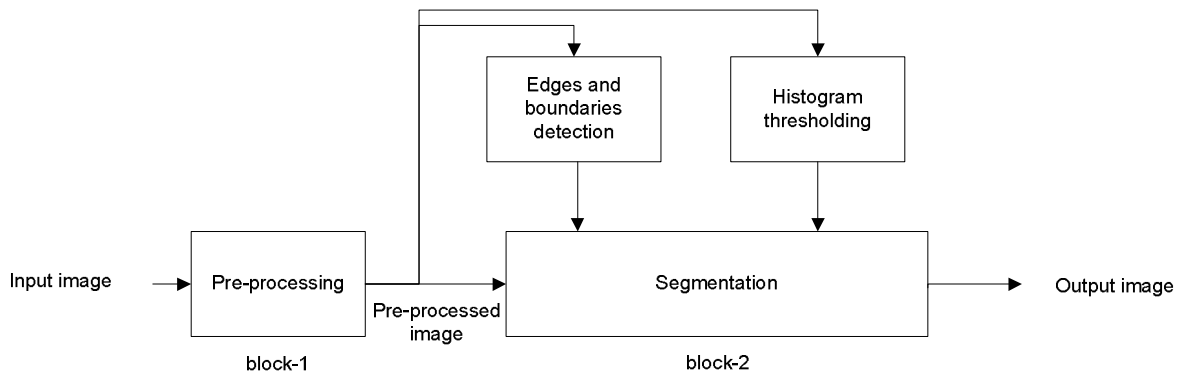 Edges and
boundaries
detection
Histogram
thresholding
Input image
Pre-processing
Pre-processed
image
Segmentation
Output image
block-1
block-2